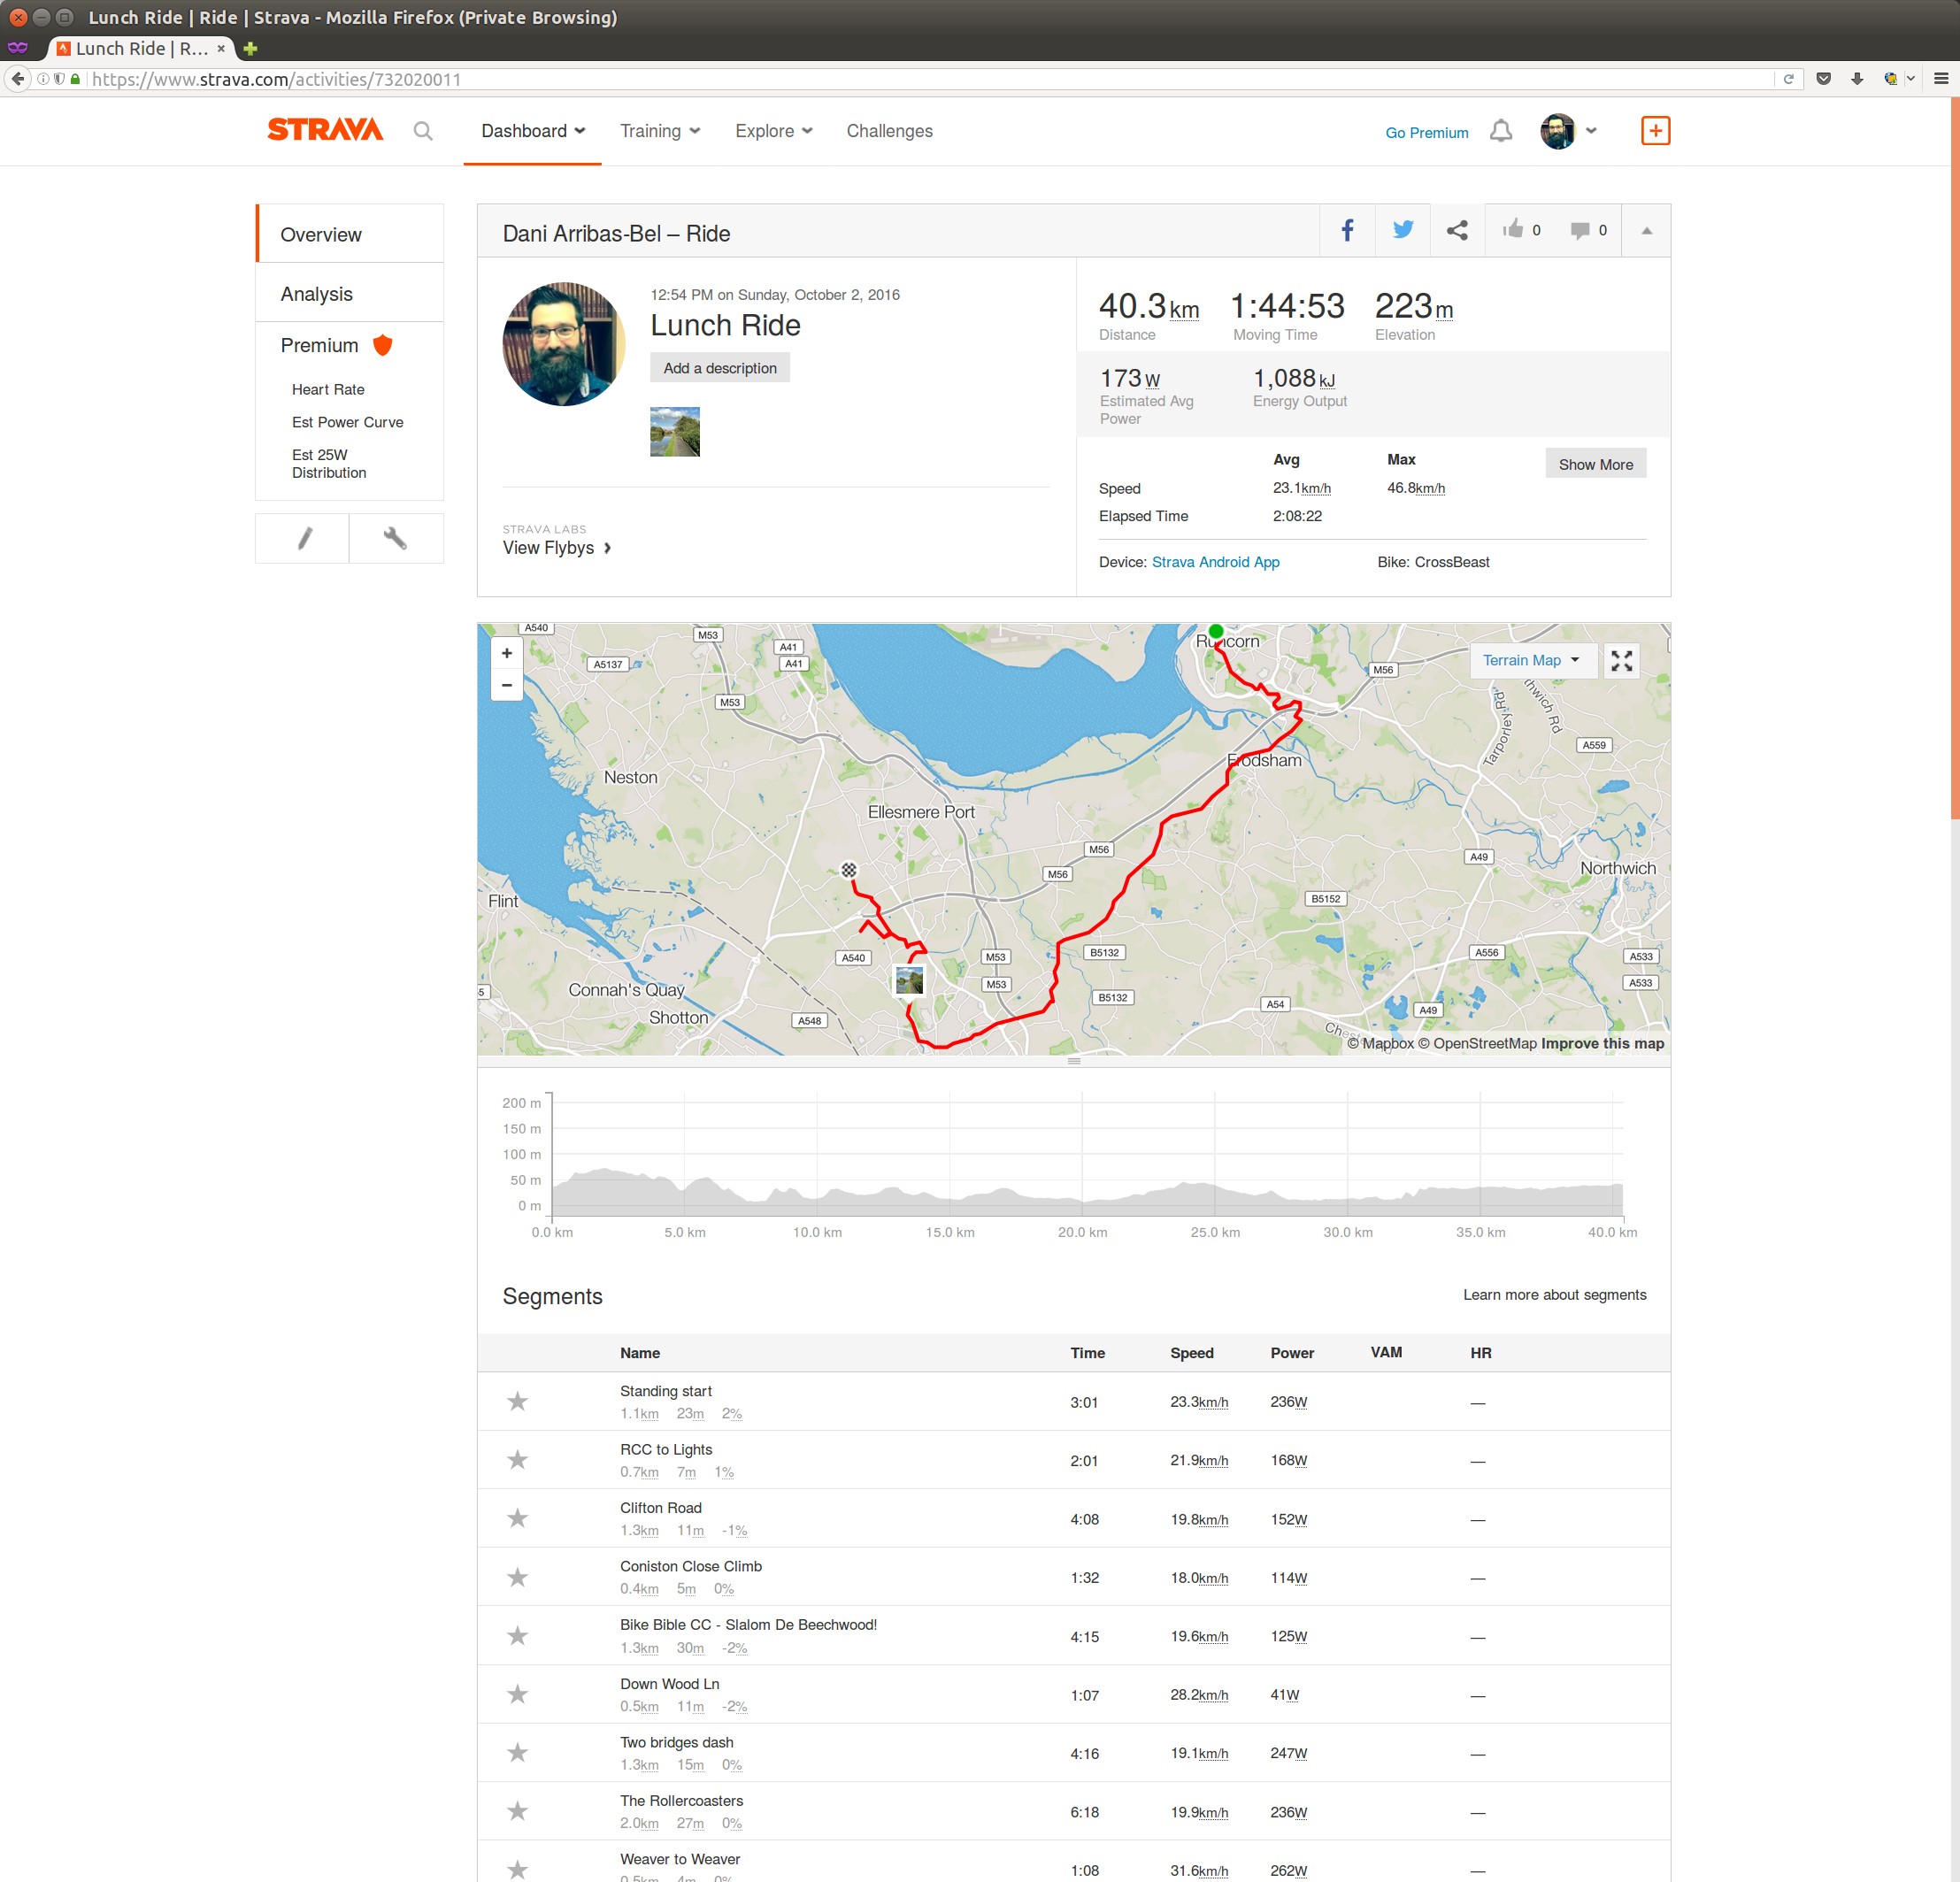 Lunch Ride | Ride | Strava - Mozilla Firefox (Private Browsing)
Lunch Ride | R...
https://www.strava.com/activities/732020011
STRAVA Dashboard Training Explore Challenges Go Premium
Overview
Analysis
Premium
Heart Rate
Est Power Curve
Est 25W
Distribution
Dani Arribas-Bel – Ride
0 0
12:54 PM on Sunday, October 2, 2016
Lunch Ride
Add a description
STRAVA LABS
View Flybys
40.3km 1:44:53 223m
Distance Moving Time Elevation
173W 1,088kJ
Estimated Avg
Power
Energy Output
Avg Max
Show More
Speed 23.1km/h 46.8km/h
Elapsed Time 2:08:22
Device: Strava Android App Bike: CrossBeast
A540
M53
A41
A41
A5137
M53
Runcorn
M56
Terrain Map
+
−
Tarporley Rd
thwich Rd
A559
Neston
Frodsham
Ellesmere Port
M56
M56
A49
Northwich
Flint
B5152
A540
M53
B5132
A556
A533
A533
M53
B5132
5
Connah's Quay
Shotton
A548
A54
A49
© Mapbox © OpenStreetMap Improve this map
200 m
150 m
100 m
50 m
0 m
0.0 km 5.0 km 10.0 km 15.0 km 20.0 km 25.0 km 30.0 km 35.0 km 40.0 km
Segments Learn more about segments
Name Time Speed Power VAM HR
Standing start
1.1km 23m 2%
3:01 23.3km/h 236W —
RCC to Lights
0.7km 7m 1%
2:01 21.9km/h 168W —
Clifton Road
1.3km 11m -1%
4:08 19.8km/h 152W —
Coniston Close Climb
0.4km 5m 0%
1:32 18.0km/h 114W —
Bike Bible CC - Slalom De Beechwood!
1.3km 30m -2%
4:15 19.6km/h 125W —
Down Wood Ln
0.5km 11m -2%
1:07 28.2km/h 41W —
Two bridges dash
1.3km 15m 0%
4:16 19.1km/h 247W —
The Rollercoasters
2.0km 27m 0%
6:18 19.9km/h 236W —
Weaver to Weaver
0.5km 4m 0%
1:08 31.6km/h 262W —